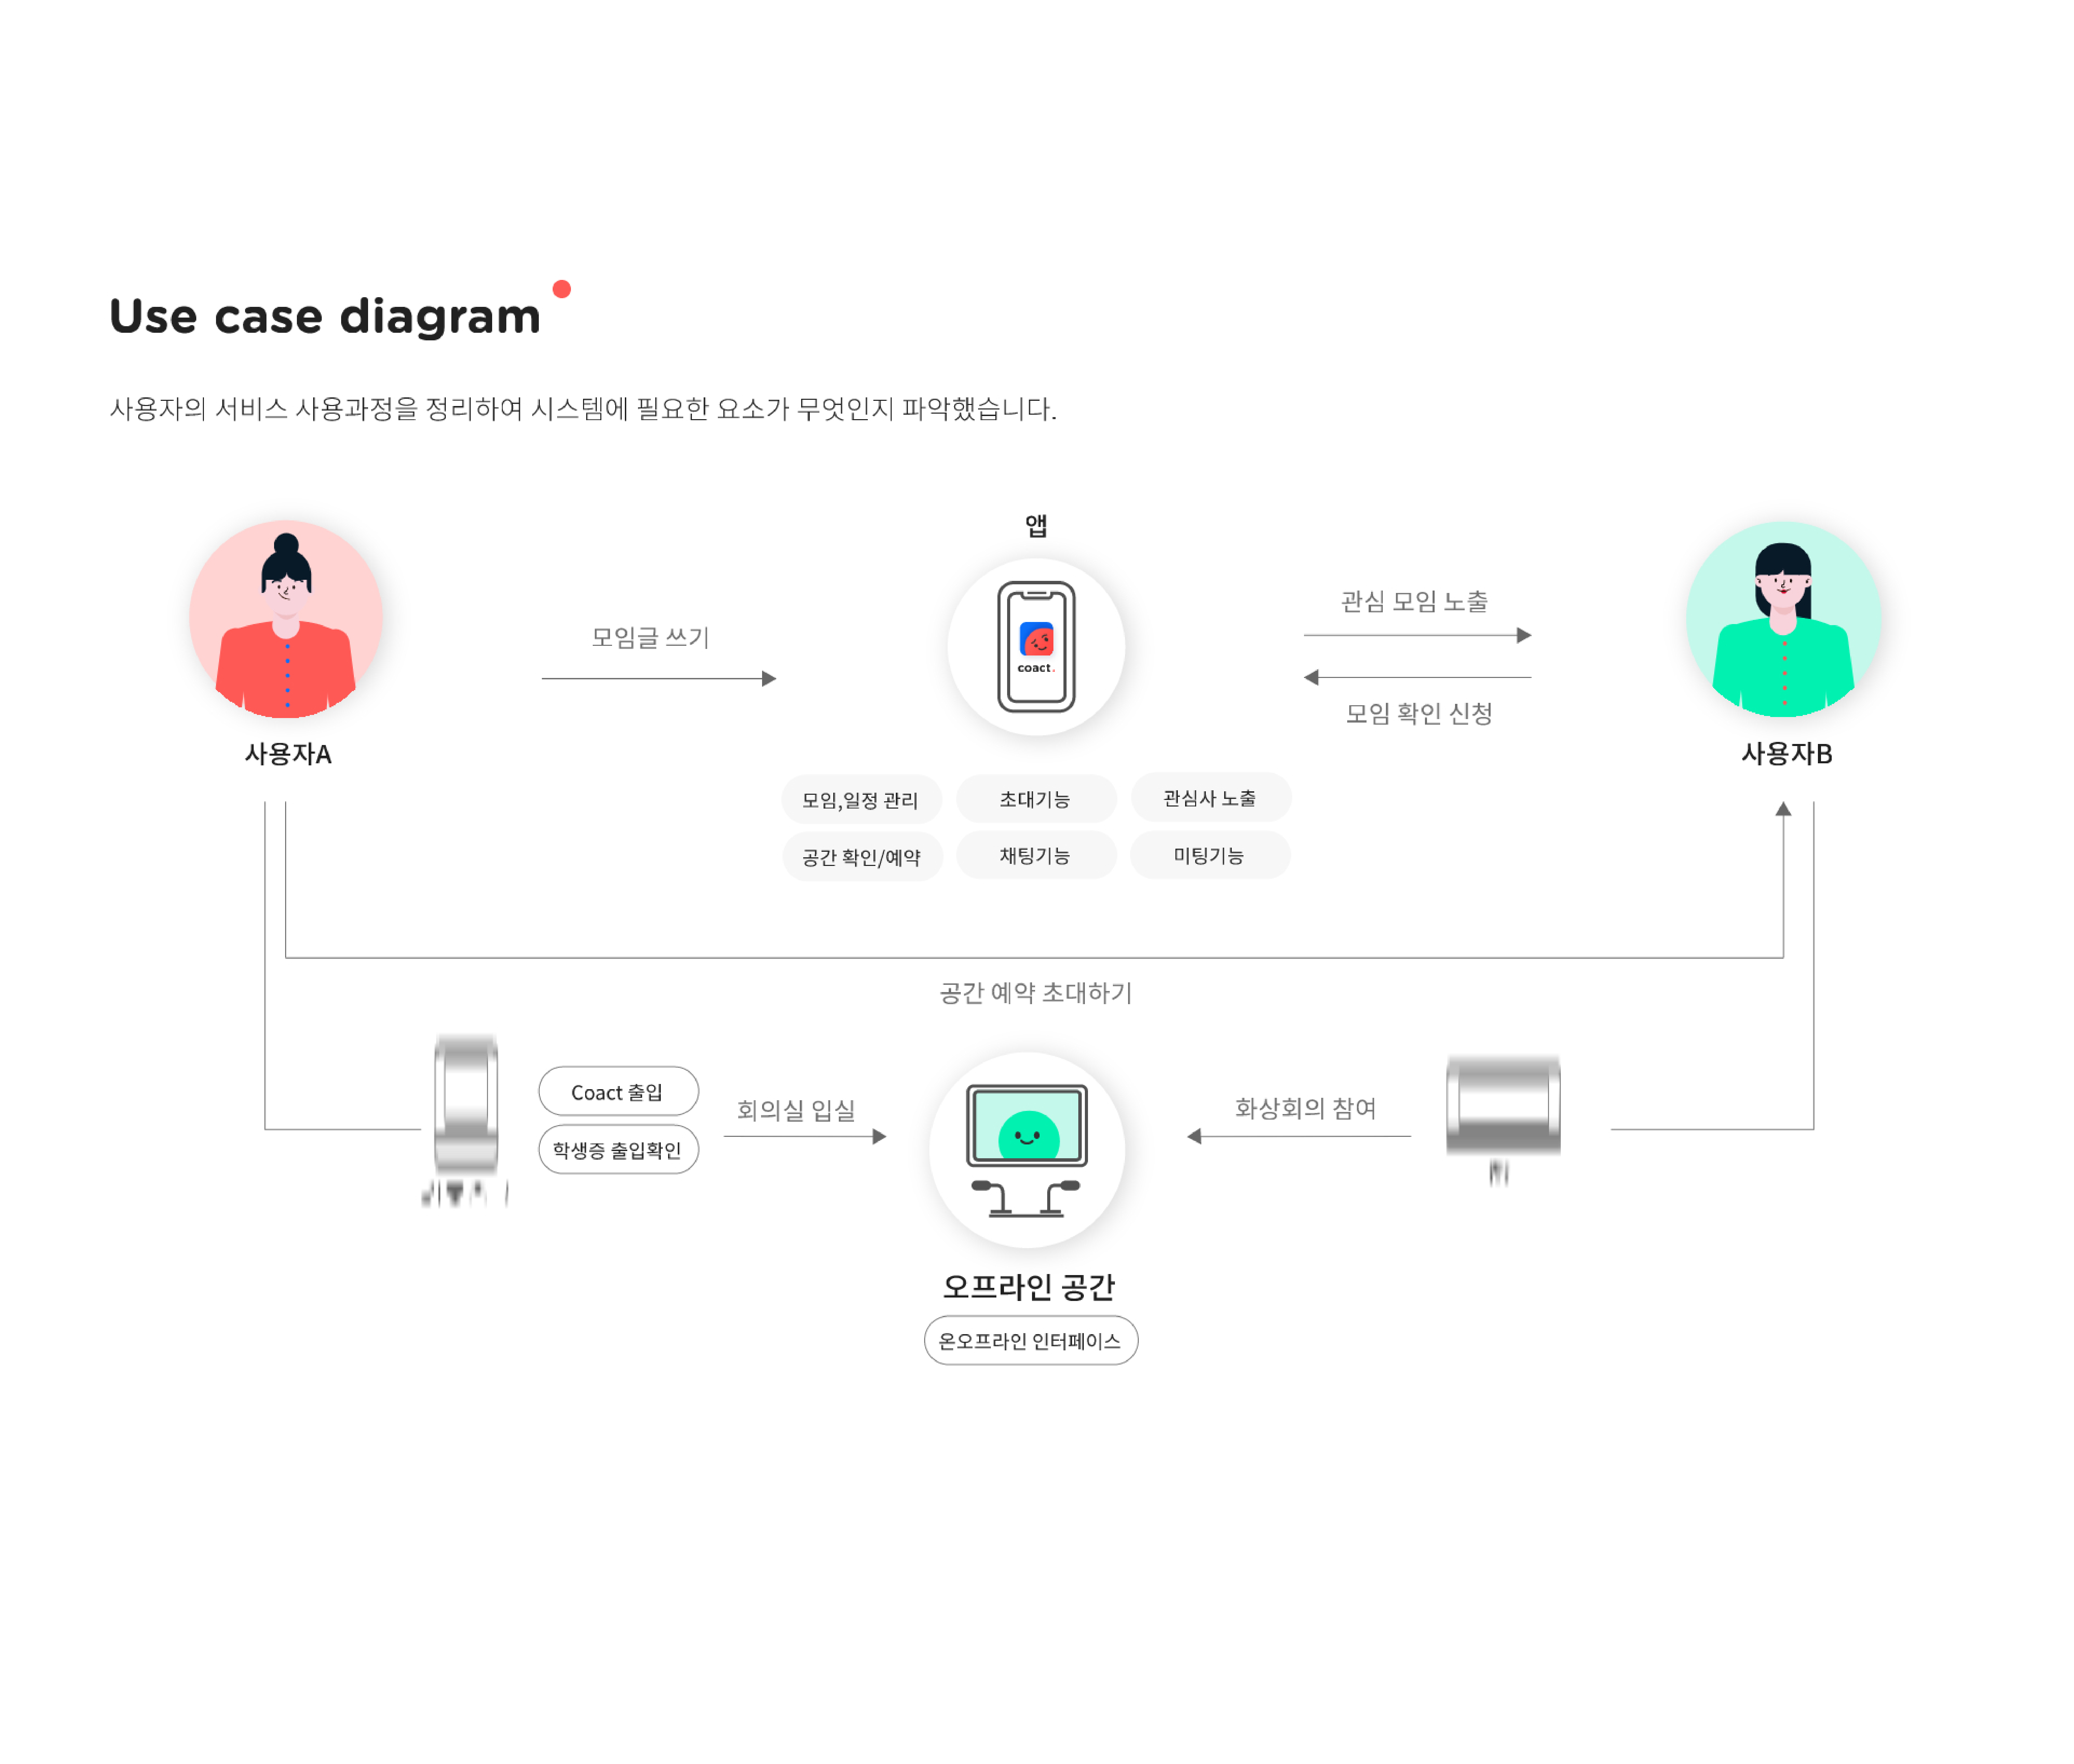 Use case diagram
사용자의 서비스 사용과정을 정리하여 시스템에 필요한 요소가 무엇인지 파악했습니다.
앱
관심 모임 노출
모임글 쓰기
coact.
모임 확인 신청
사용자A
사용자B
모임,일정 관리
초대기능
관심사 노출
공간 확인/예약
채팅기능
미팅기능
공간 예약 초대하기
Coact 출입
학생증 출입확인
회의실 입실
화상회의 참여
오프라인 공간
온오프라인 인터페이스